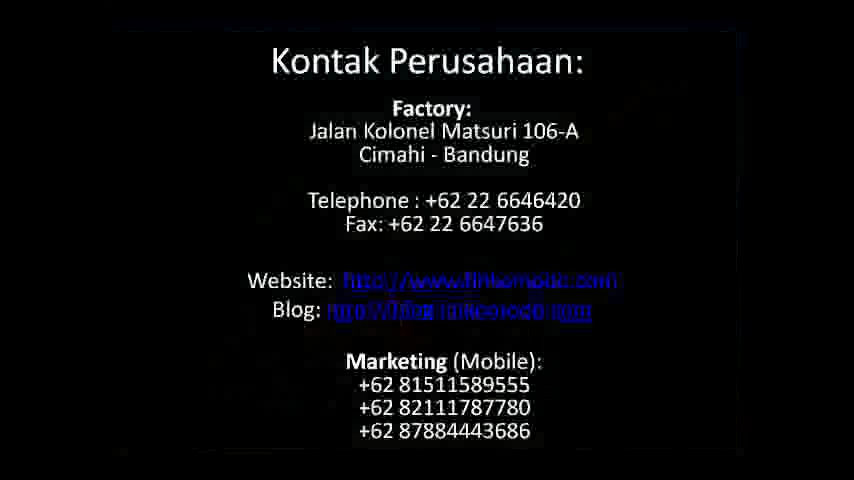 Kontak Perusahaan:
Factory:
Jalan Kolonel Matsuri 106-A
Cimahi - Bandung
Telephone : +62 22 6646420
Fax: +62 22 6647636
Website:
Blog:
Marketing (Mobile):
+62 81511589555
+62 82111787780
+62 87884443686